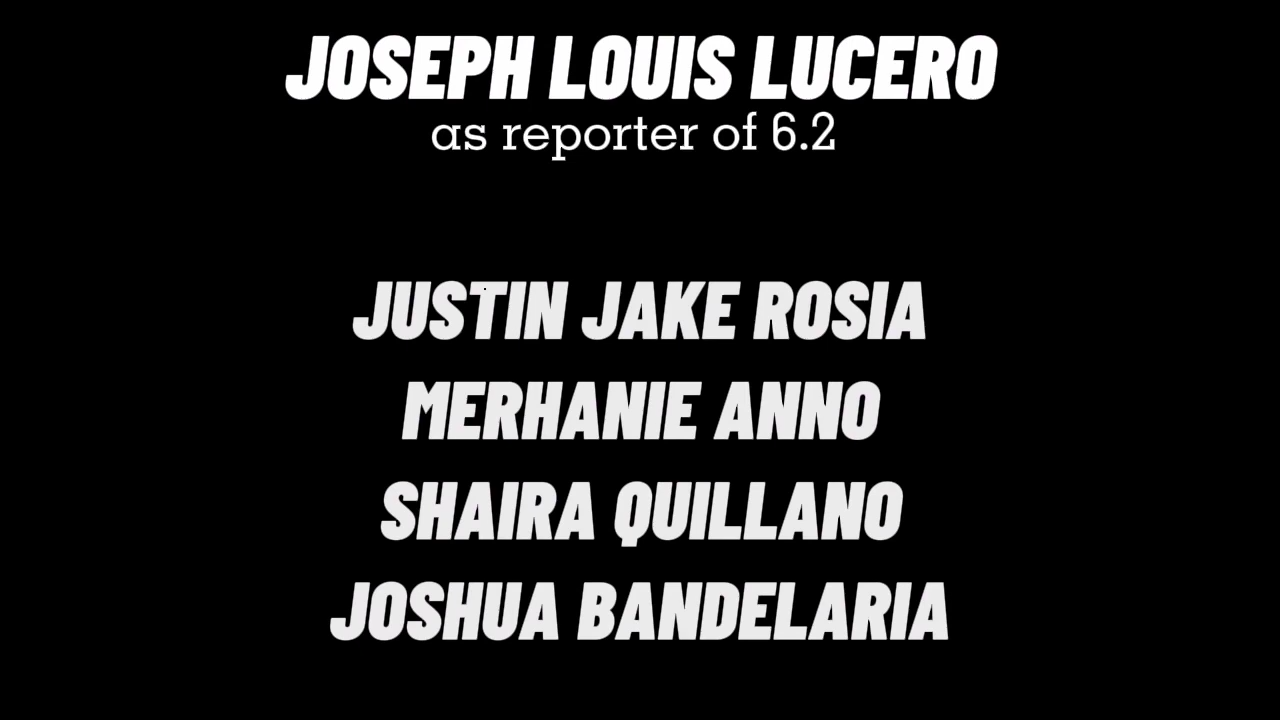 JOSEPH LOUIS LUCERO
as reporter of 6.2
JUSTIN JAKE ROSIA
MERHANIE ANNO
SHAIRA QUILLANO
JOSHUA BANDELARIA